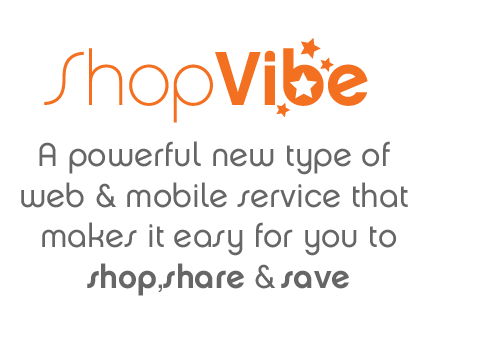 ShopVibe
A powerful new type of
web & mobile service that
makes it easy for you to
shop,share & save